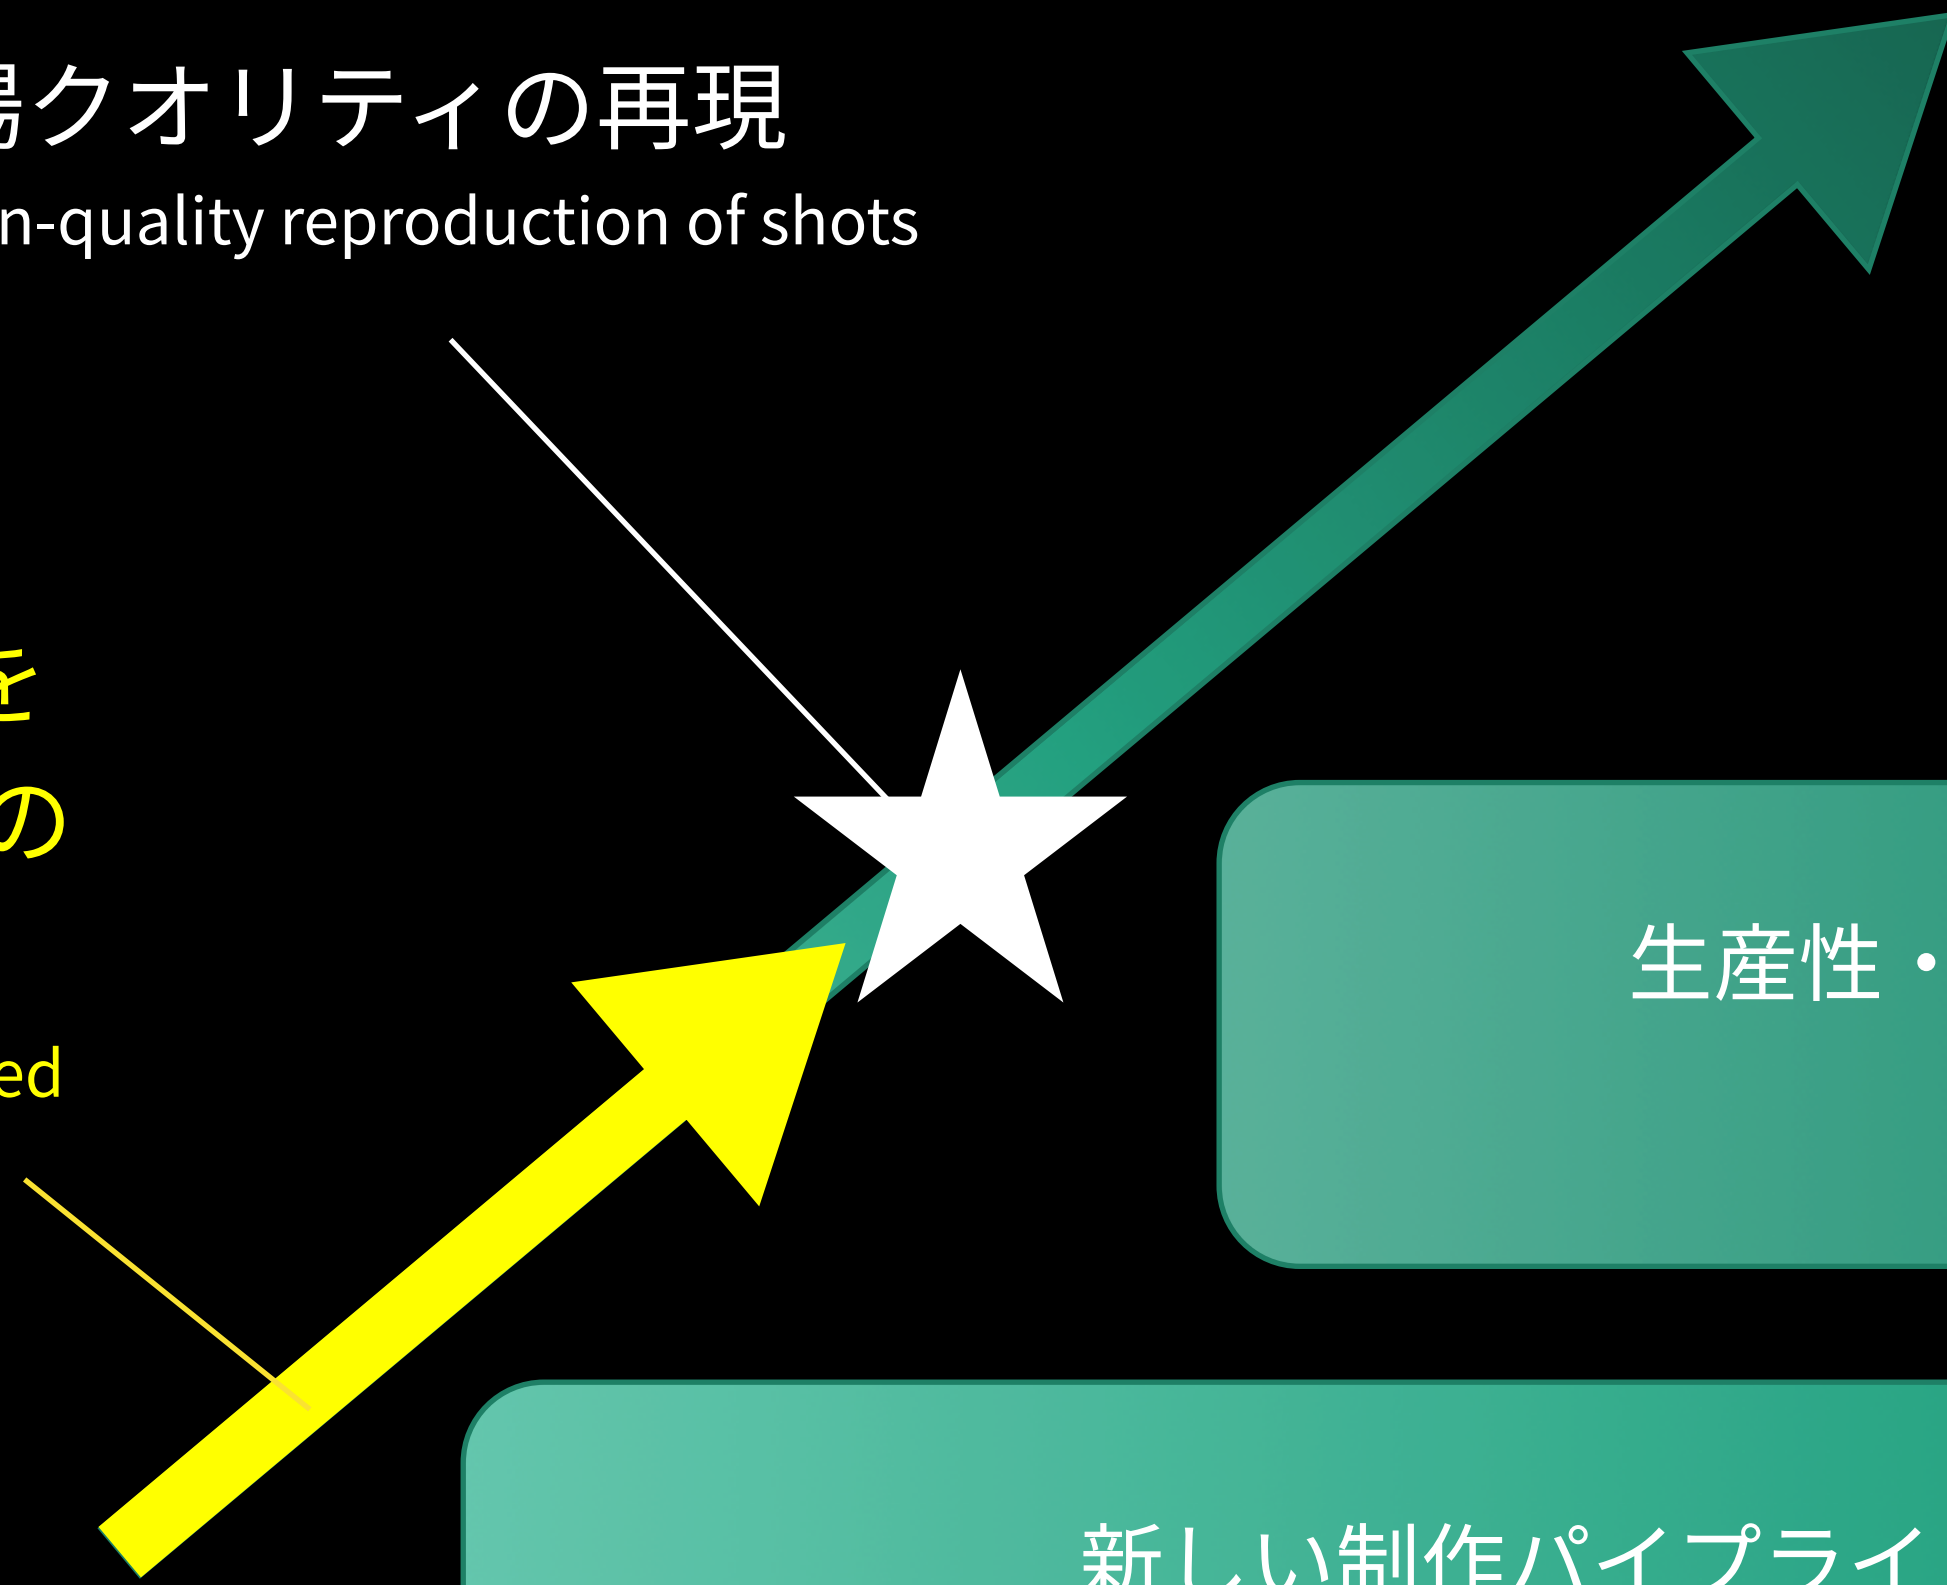 場クオリティの再現
n-quality reproduction of shots
を
の
ed
生産性・
新しい制作パイプライ